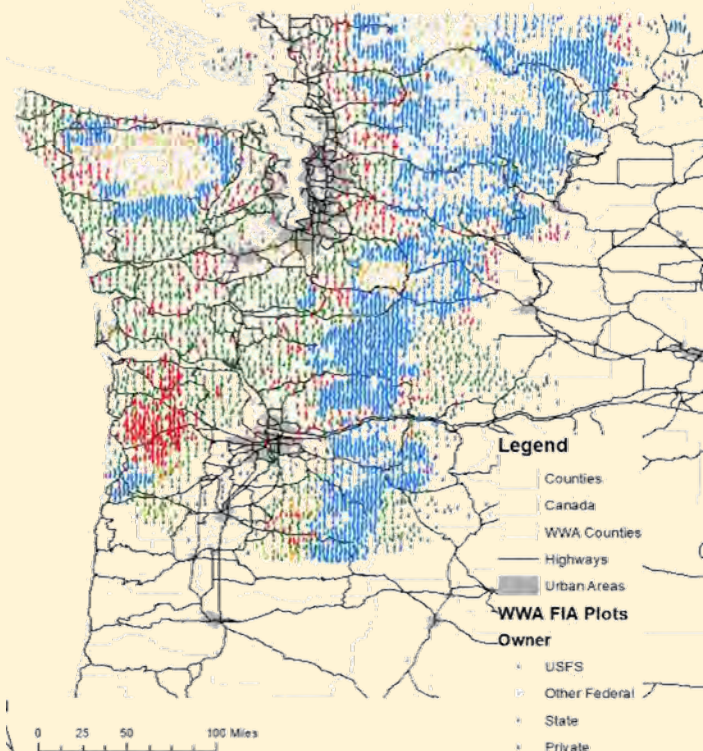 Legend
Counties
Canada
WWA Counties
Highways
Urban Areas
WWA FIA Plots
Owner
USFS
Other Federal
State
Private
0 25 50 100 Miles